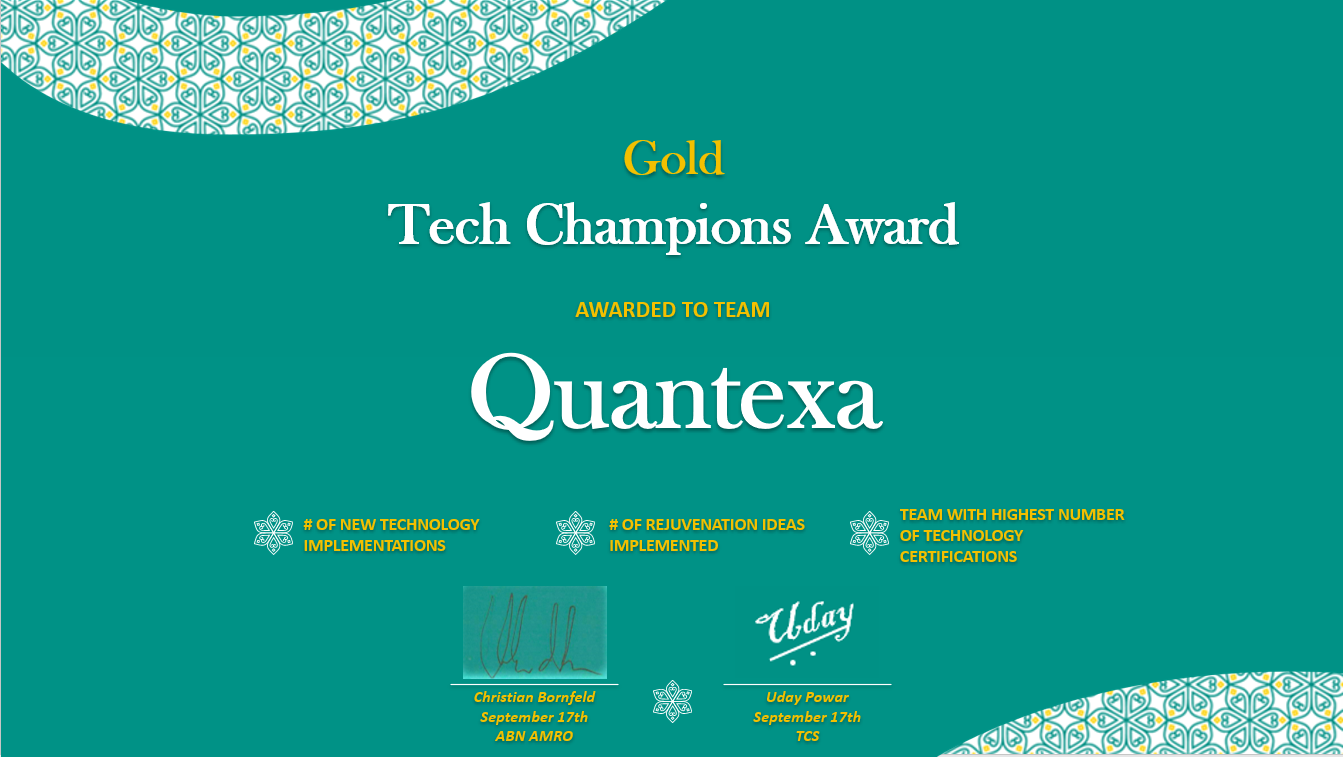 Gold
Tech Champions Award
AWARDED TO TEAM
Quantexa
# OF NEW TECHNOLOGY
IMPLEMENTATIONS
# OF REJUVENATION IDEAS
IMPLEMENTED
TEAM WITH HIGHEST NUMBER
OF TECHNOLOGY
CERTIFICATIONS
Uday
Christian Bornfeld
September 17th
ABN AMRO
Uday Powar
September 17th
TCS